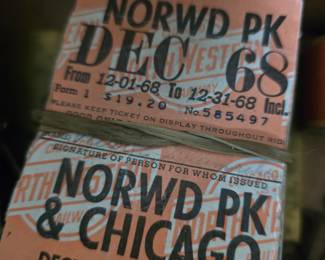 NORWD PK
DEC 68
From 12-01-68 To 12-31-68 Incl.
Form 1 $19.20 No. 585497
PLEASE KEEP TICKET ON DISPLAY THROUGHOUT RIDE
SIGNATURE OF PERSON FOR WHOM ISSUED
NORWD PK
& CHICAGO